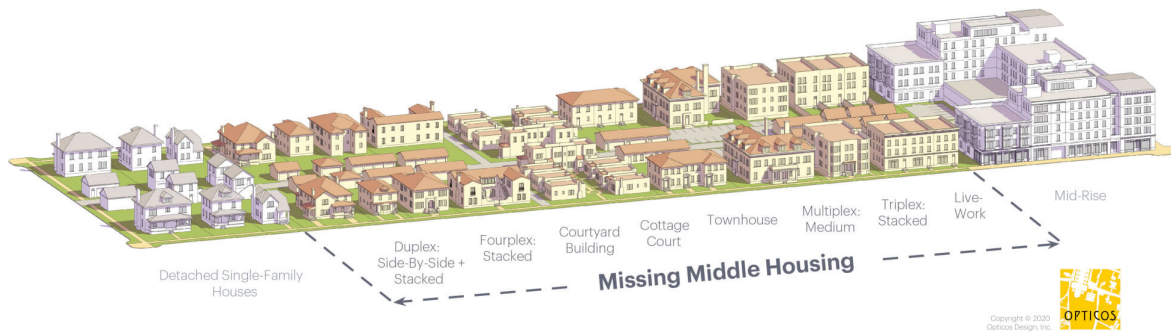 Detached Single-Family
Houses
Duplex:
Side-By-Side +
Stacked
Fourplex:
Stacked
Courtyard
Building
Cottage
Court
Townhouse
Multiplex:
Medium
Triplex:
Stacked
Live-
Work
Mid-Rise
Missing Middle Housing
Copyright © 2020
Opticos Design, Inc.
OPTICOS